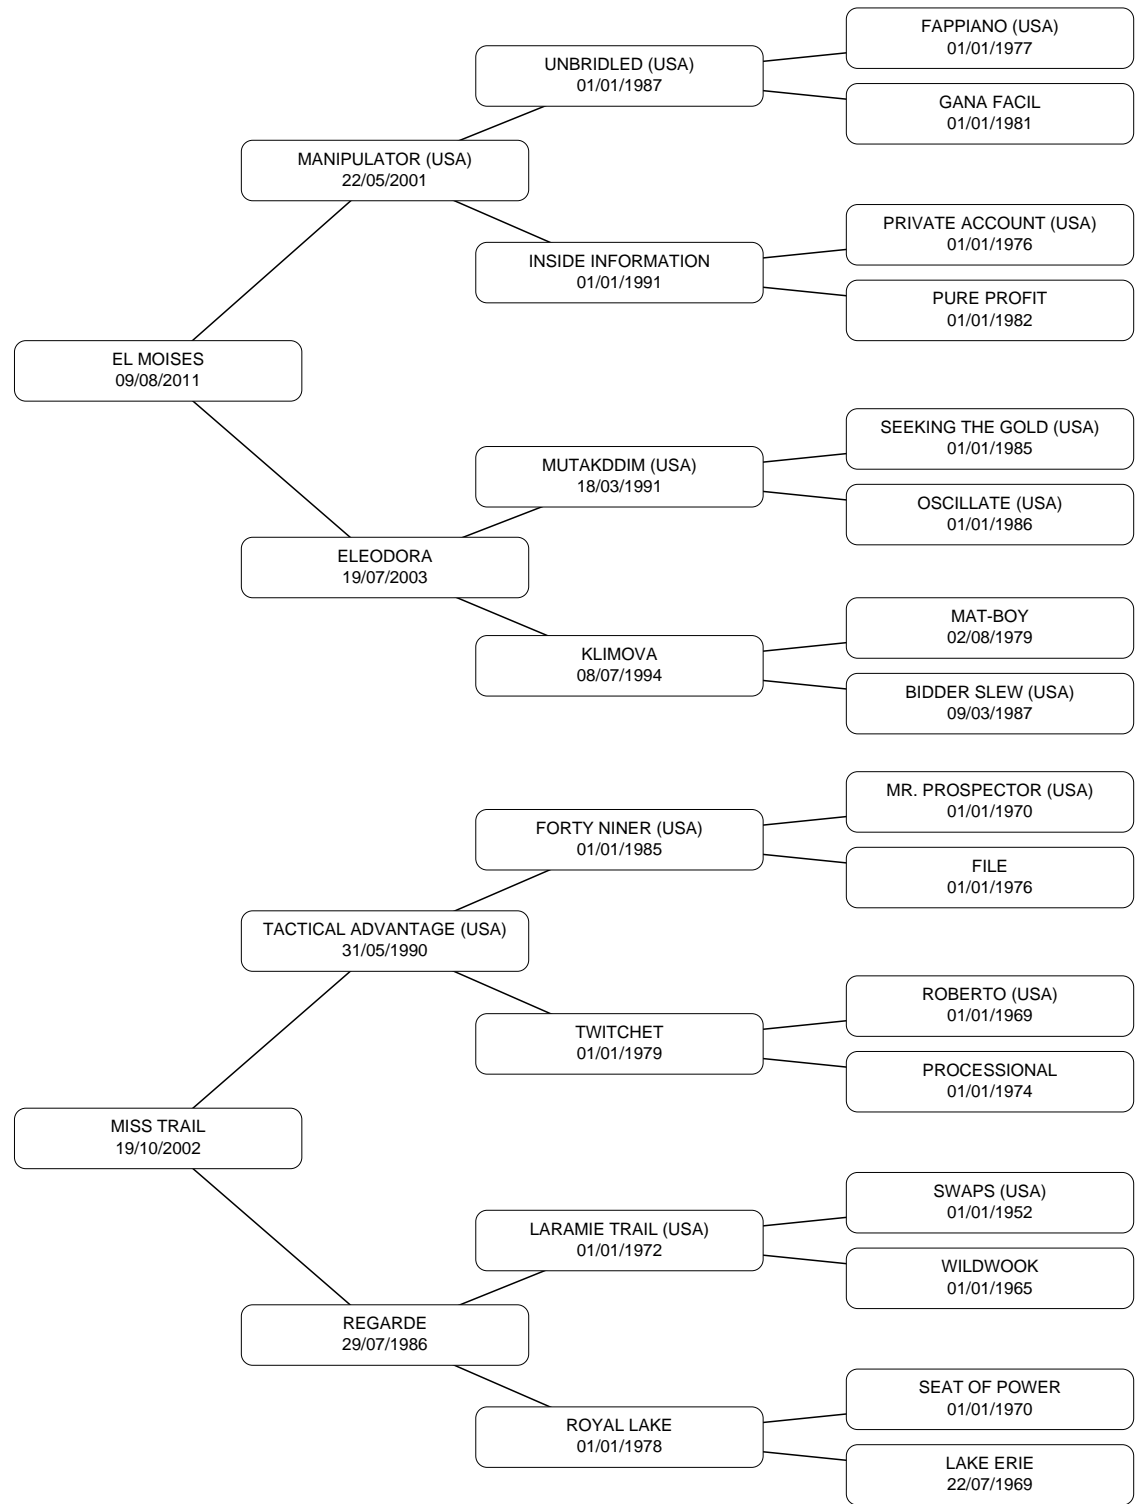 FAPPIANO (USA)
01/01/1977
UNBRIDLED (USA)
01/01/1987
GANA FACIL
01/01/1981
MANIPULATOR (USA)
22/05/2001
PRIVATE ACCOUNT (USA)
01/01/1976
INSIDE INFORMATION
01/01/1991
PURE PROFIT
01/01/1982
EL MOISES
09/08/2011
SEEKING THE GOLD (USA)
01/01/1985
MUTAKDDIM (USA)
18/03/1991
OSCILLATE (USA)
01/01/1986
ELEODORA
19/07/2003
MAT-BOY
02/08/1979
KLIMOVA
08/07/1994
BIDDER SLEW (USA)
09/03/1987
MR. PROSPECTOR (USA)
01/01/1970
FORTY NINER (USA)
01/01/1985
FILE
01/01/1976
TACTICAL ADVANTAGE (USA)
31/05/1990
ROBERTO (USA)
01/01/1969
TWITCHET
01/01/1979
PROCESSIONAL
01/01/1974
MISS TRAIL
19/10/2002
SWAPS (USA)
01/01/1952
LARAMIE TRAIL (USA)
01/01/1972
WILDWOOK
01/01/1965
REGARDE
29/07/1986
SEAT OF POWER
01/01/1970
ROYAL LAKE
01/01/1978
LAKE ERIE
22/07/1969